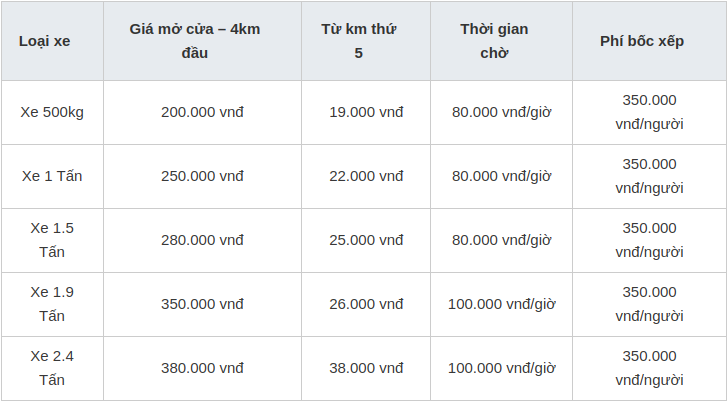 Loại xe
Giá mở cửa – 4km
đầu
Từ km thứ
5
Thời gian
chờ
Phí bốc xếp
Xe 500kg
200.000 vnđ
19.000 vnđ
80.000 vnđ/giờ
350.000
vnđ/người
Xe 1 Tấn
250.000 vnđ
22.000 vnđ
80.000 vnđ/giờ
350.000
vnđ/người
Xe 1.5
Tấn
280.000 vnđ
25.000 vnđ
80.000 vnđ/giờ
350.000
vnđ/người
Xe 1.9
Tấn
350.000 vnđ
26.000 vnđ
100.000 vnđ/giờ
350.000
vnđ/người
Xe 2.4
Tấn
380.000 vnđ
38.000 vnđ
100.000 vnđ/giờ
350.000
vnđ/người